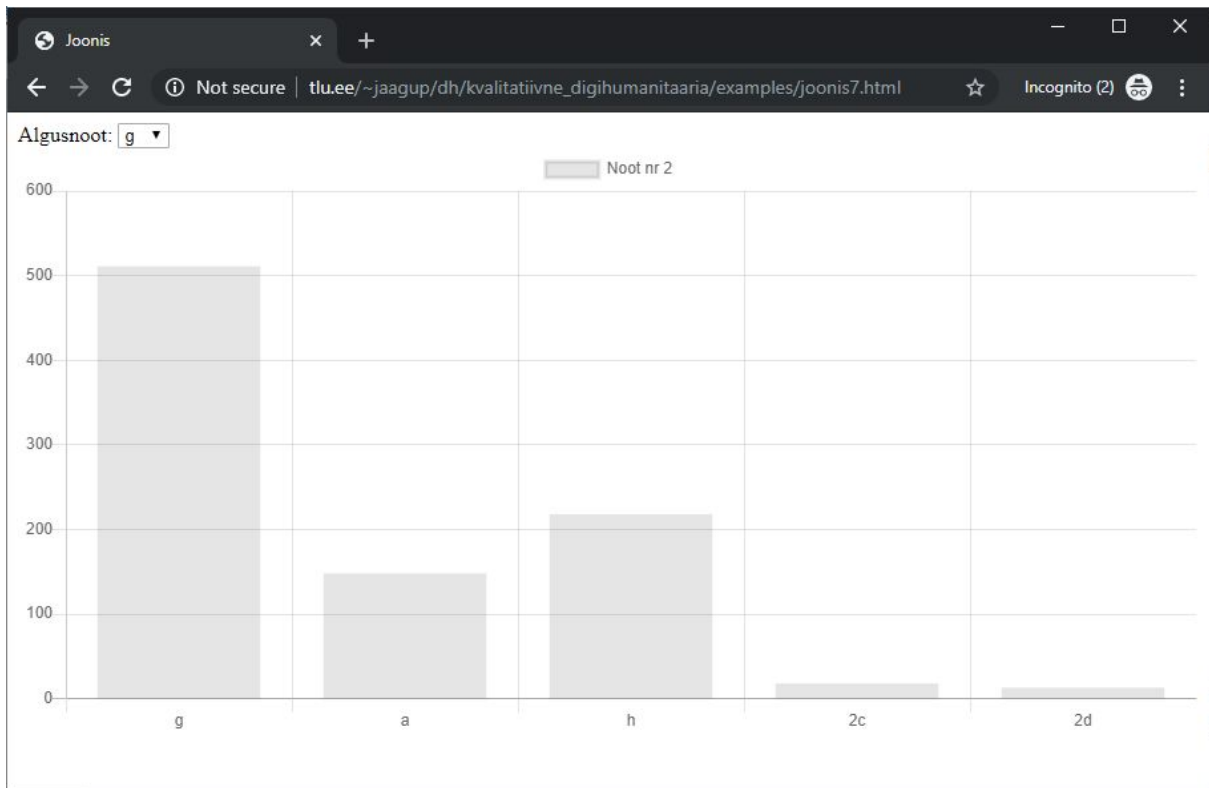 Joonis
Not secure | tlu.ee/~jaagup/dh/kvalitatiivne_digihumanitaaria/examples/joonis7.html
Incognito (2)
Algusnoot: g
Noot nr 2
600
500
400
300
200
100
0
g a h 2c 2d